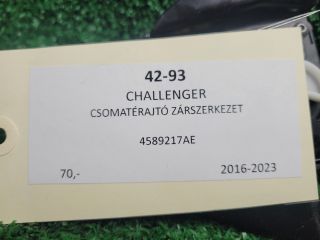 42-93
CHALLENGER
CSOMATÉRAJTÓ ZÁRSZERKEZET
4589217AE
70,- 2016-2023